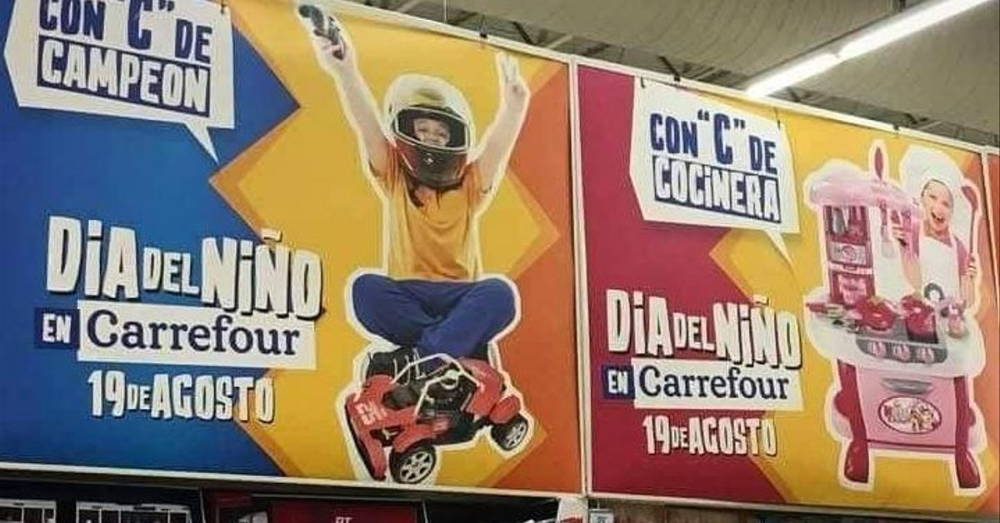 CON "C" DE
CAMPEON
DiA DEL NiÑO
EN Carrefour
19 DE AGOSTO
CON "C" DE
COCiNERA
DiA DEL NiÑO
EN Carrefour
19 DE AGOSTO